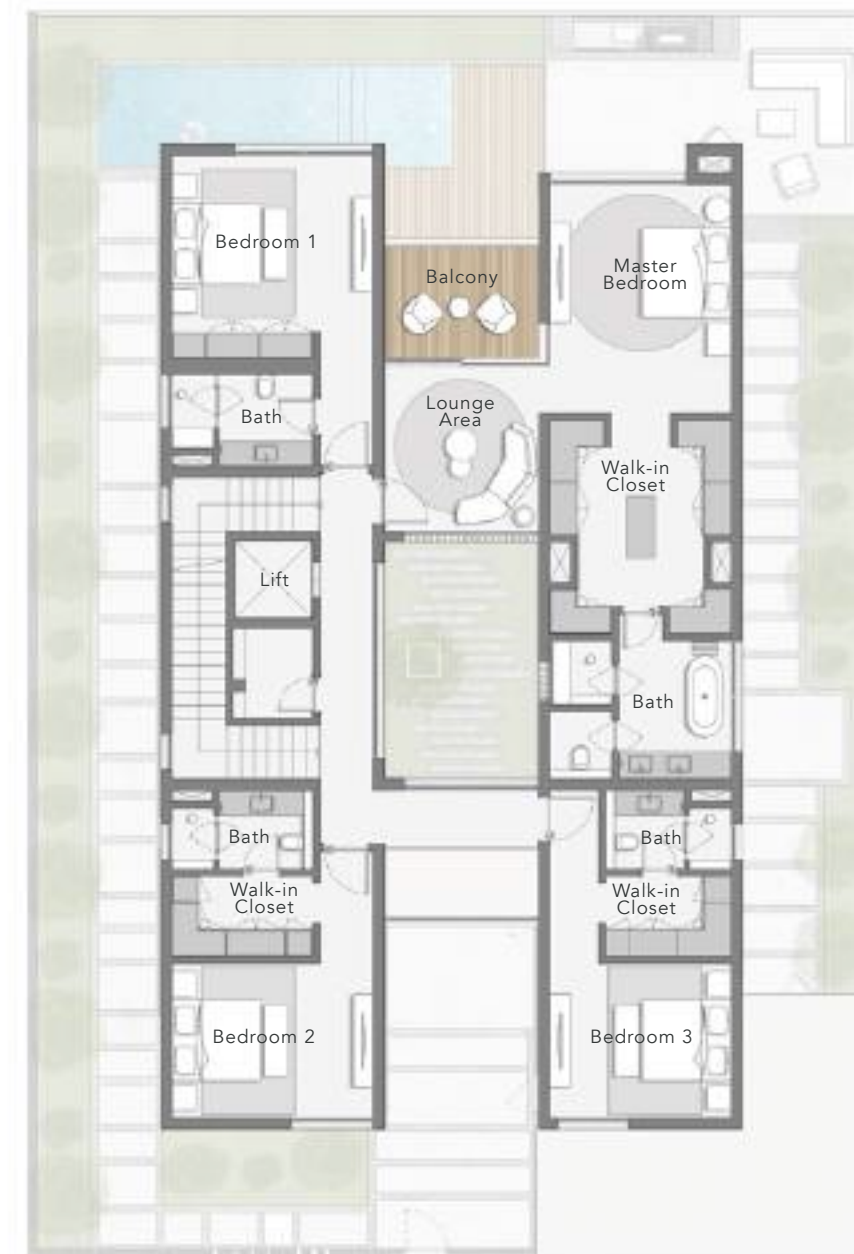 Bedroom 1
Balcony
Master
Bedroom
Bath
Lounge
Area
Walk-in
Closet
Lift
Bath
Bath
Bath
Walk-in
Closet
Walk-in
Closet
Bedroom 2
Bedroom 3